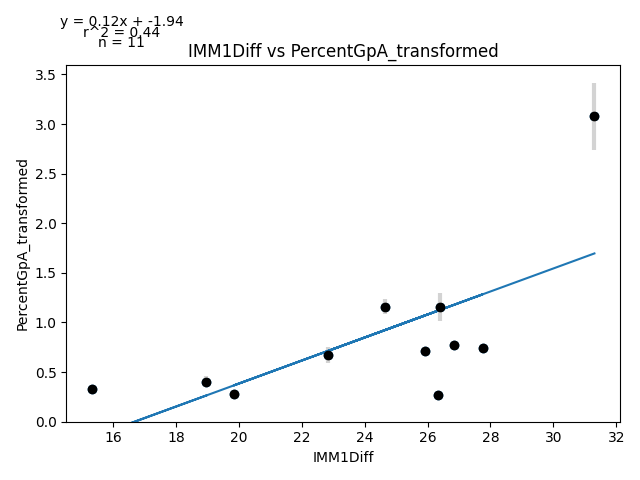 y = 0.12x + -1.94
r^2 = 0.44
n = 11
IMM1Diff vs PercentGpA_transformed
3.5
3.0
2.5
2.0
1.5
1.0
0.5
0.0
PercentGpA_transformed
16 18 20 22 24 26 28 30 32
IMM1Diff